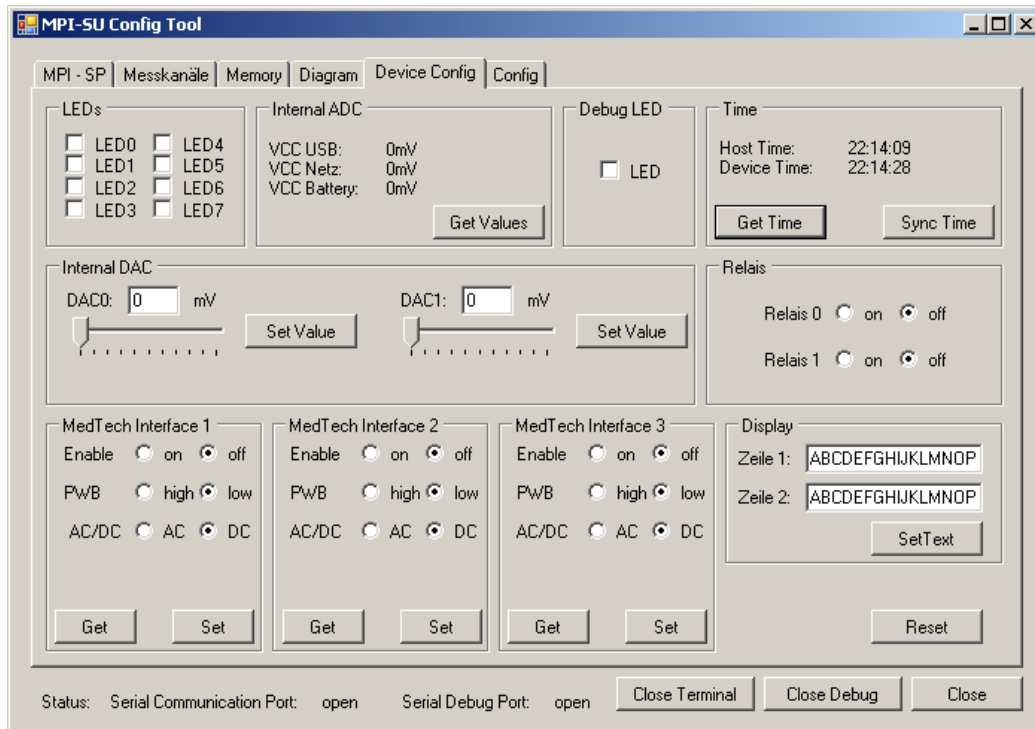 MPI-SU Config Tool
MPI - SP Messkanäle Memory Diagram Device Config Config
LEDs
LED0 LED4
LED1 LED5
LED2 LED6
LED3 LED7
Internal ADC
VCC USB: 0mV
VCC Netz: 0mV
VCC Battery: 0mV
Get Values
Debug LED
LED
Time
Host Time: 22:14:09
Device Time: 22:14:28
Get Time Sync Time
Internal DAC
DAC0: 0 mV Set Value
DAC1: 0 mV Set Value
Relais
Relais 0 on off
Relais 1 on off
MedTech Interface 1
Enable on off
PWB high low
AC/DC AC DC
Get Set
MedTech Interface 2
Enable on off
PWB high low
AC/DC AC DC
Get Set
MedTech Interface 3
Enable on off
PWB high low
AC/DC AC DC
Get Set
Display
Zeile 1: ABCDEFGHIJKLMNOP
Zeile 2: ABCDEFGHIJKLMNOP
SetText
Reset
Status: Serial Communication Port: open Serial Debug Port: open Close Terminal Close Debug Close